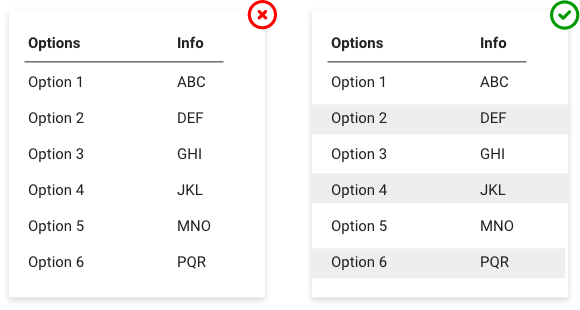 Options Info
Option 1 ABC
Option 2 DEF
Option 3 GHI
Option 4 JKL
Option 5 MNO
Option 6 PQR
Options Info
Option 1 ABC
Option 2 DEF
Option 3 GHI
Option 4 JKL
Option 5 MNO
Option 6 PQR